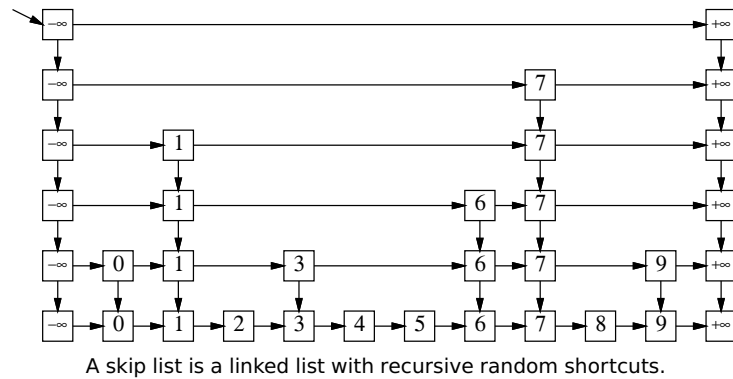 −∞ +∞
−∞ 7 +∞
−∞ 1 7 +∞
−∞ 1 6 7 +∞
−∞ 0 1 3 6 7 9 +∞
−∞ 0 1 2 3 4 5 6 7 8 9 +∞
A skip list is a linked list with recursive random shortcuts.